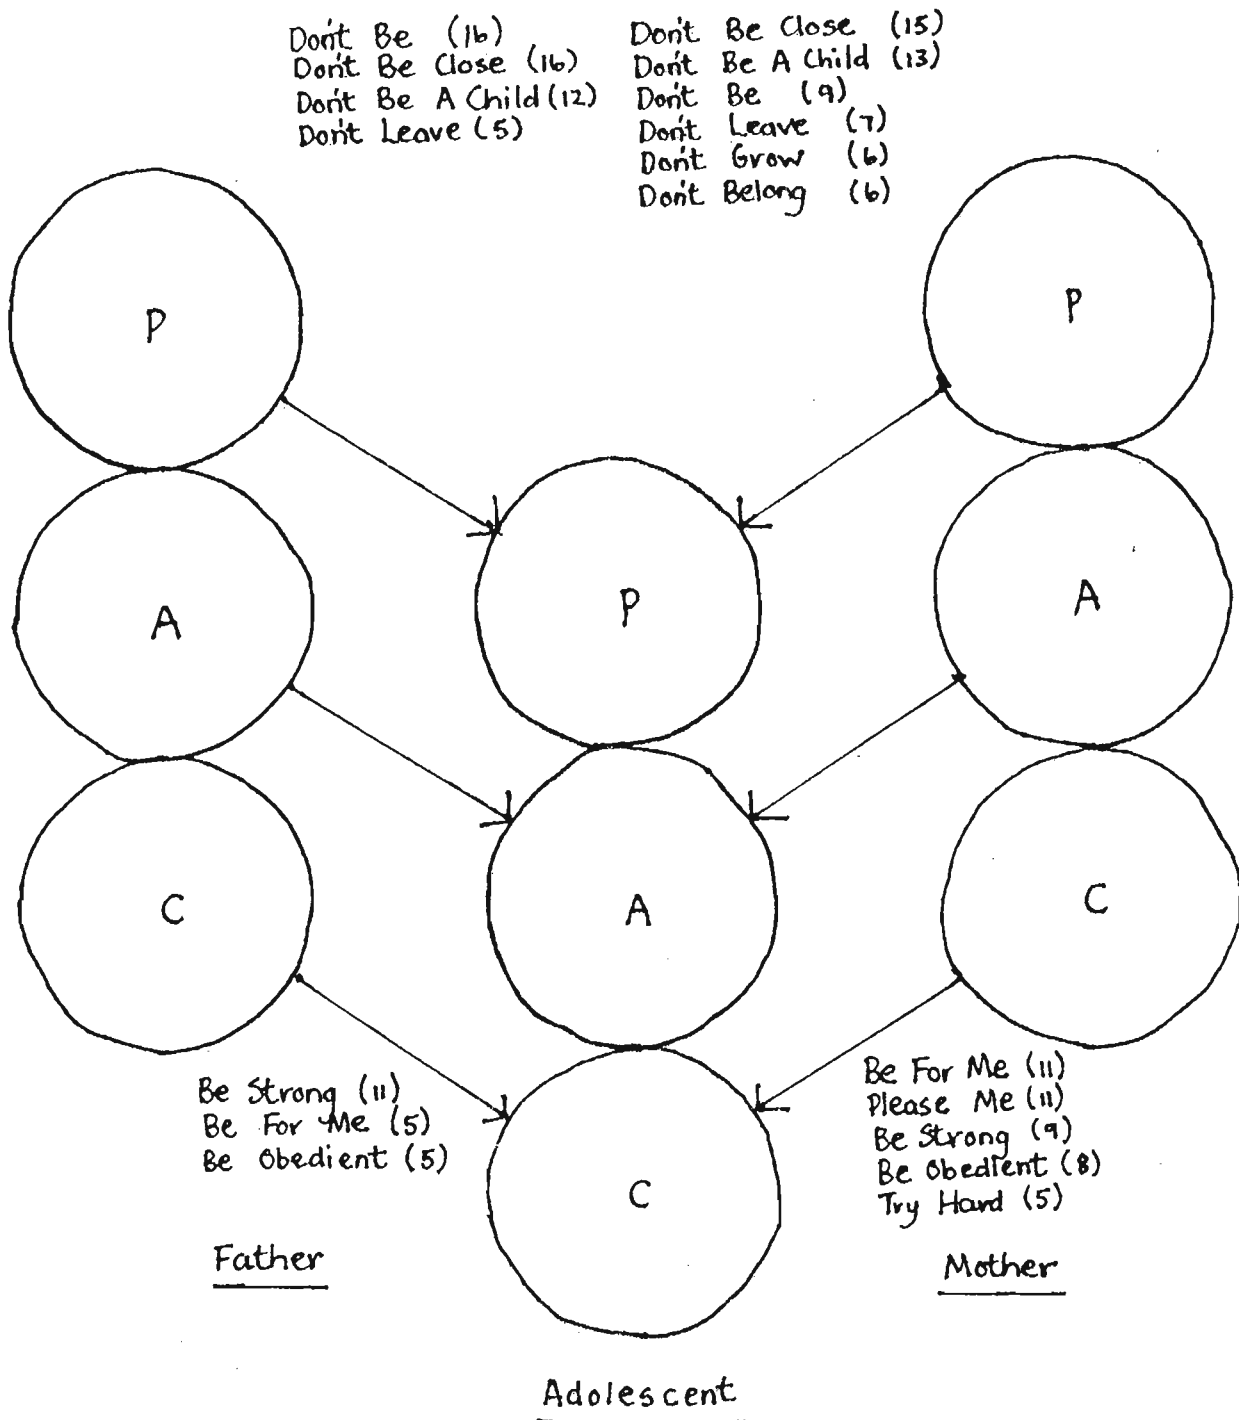 Don't Be (16)
Don't Be Close (16)
Don't Be A Child (12)
Don't Leave (5)
Don't Be Close (15)
Don't Be A Child (13)
Don't Be (9)
Don't Leave (7)
Don't Grow (6)
Don't Belong (6)
P
P
P
A
A
A
C
C
C
Be Strong (11)
Be For Me (5)
Be Obedient (5)
Be For Me (11)
Please Me (11)
Be Strong (9)
Be Obedient (8)
Try Hard (5)
Father
Mother
Adolescent